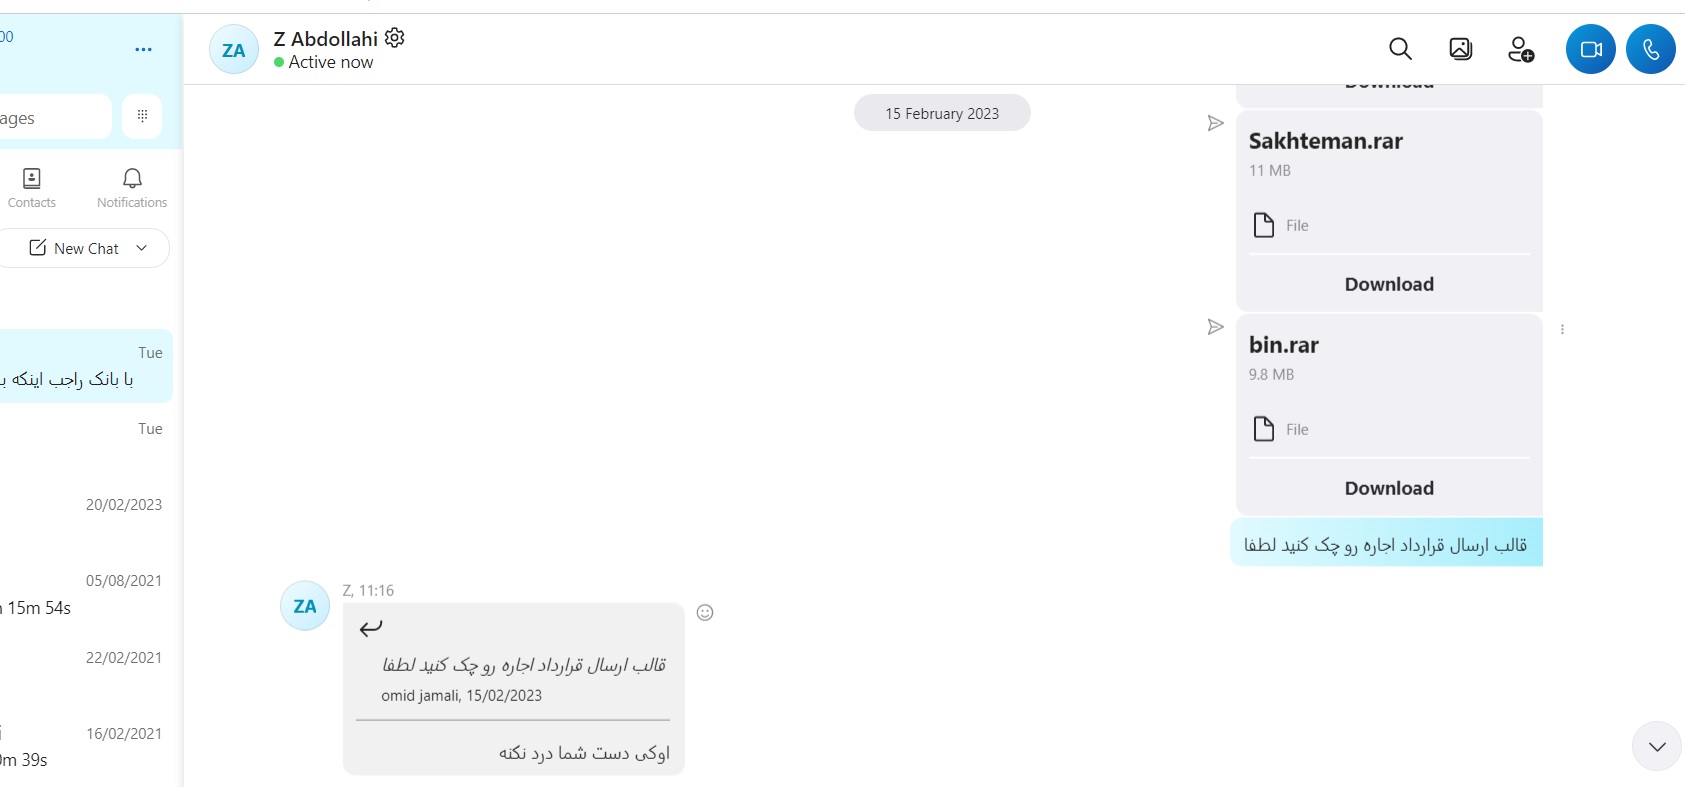 00
ages
Contacts
Notifications
New Chat
Tue
با بانک راجب اینکه ب
Tue
20/02/2023
05/08/2021
15m 54s
22/02/2021
16/02/2021
0m 39s
Z Abdollahi
ZA
Active now
15 February 2023
Download
Sakhteman.rar
11 MB
File
Download
bin.rar
9.8 MB
File
Download
قالب ارسال قرارداد اجاره رو چک کنید لطفا
ZA
Z, 11:16
قالب ارسال قرارداد اجاره رو چک کنید لطفا
omid jamali, 15/02/2023
اوکی دست شما درد نکنه